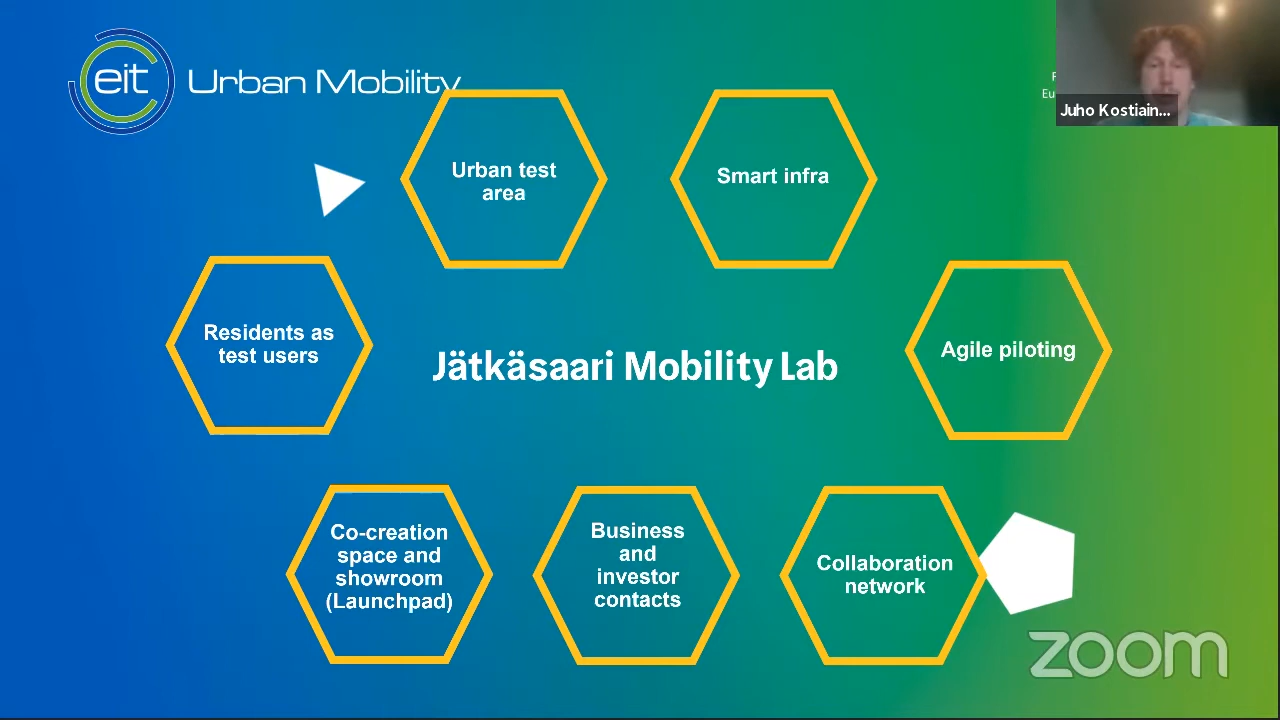 eit Urban Mobility
Juho Kostiain...
Urban test
area
Smart infra
Residents as
test users
Jätkäsaari Mobility Lab
Agile piloting
Co-creation
space and
showroom
(Launchpad)
Business
and
investor
contacts
Collaboration
network
zoom